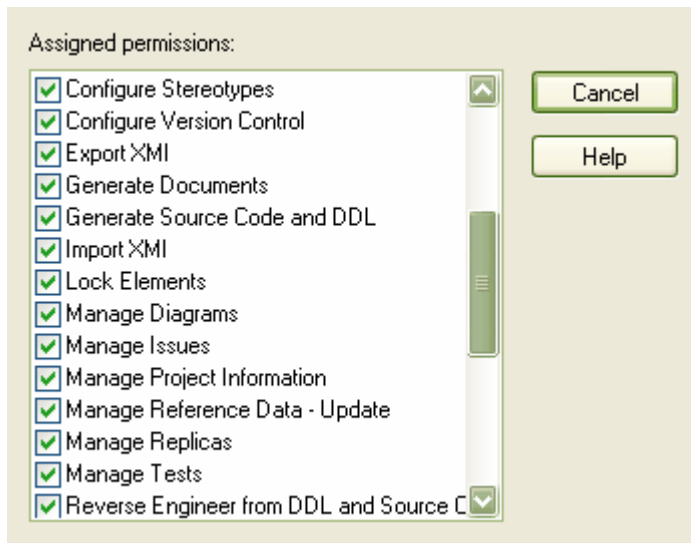 Assigned permissions:
Configure Stereotypes
Configure Version Control
Export XMI
Generate Documents
Generate Source Code and DDL
Import XMI
Lock Elements
Manage Diagrams
Manage Issues
Manage Project Information
Manage Reference Data - Update
Manage Replicas
Manage Tests
Reverse Engineer from DDL and Source C
Cancel
Help